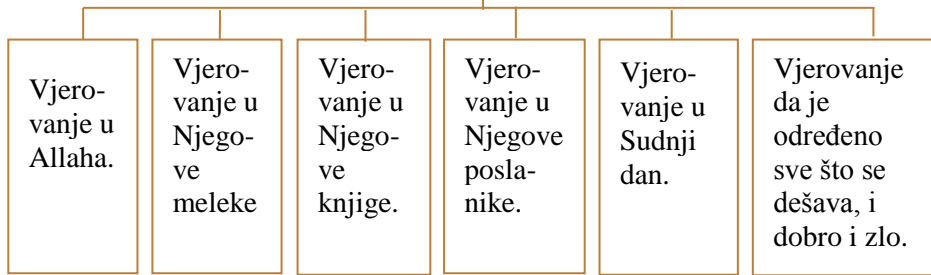 Vjero-
vanje u
Allaha.
Vjero-
vanje u
Njego-
ve
meleke
Vjero-
vanje u
Njego-
ve
knjige.
Vjero-
vanje u
Njegove
posla-
nike.
Vjero-
vanje u
Sudnji
dan.
Vjerovanje
da je
određeno
sve što se
dešava, i
dobro i zlo.